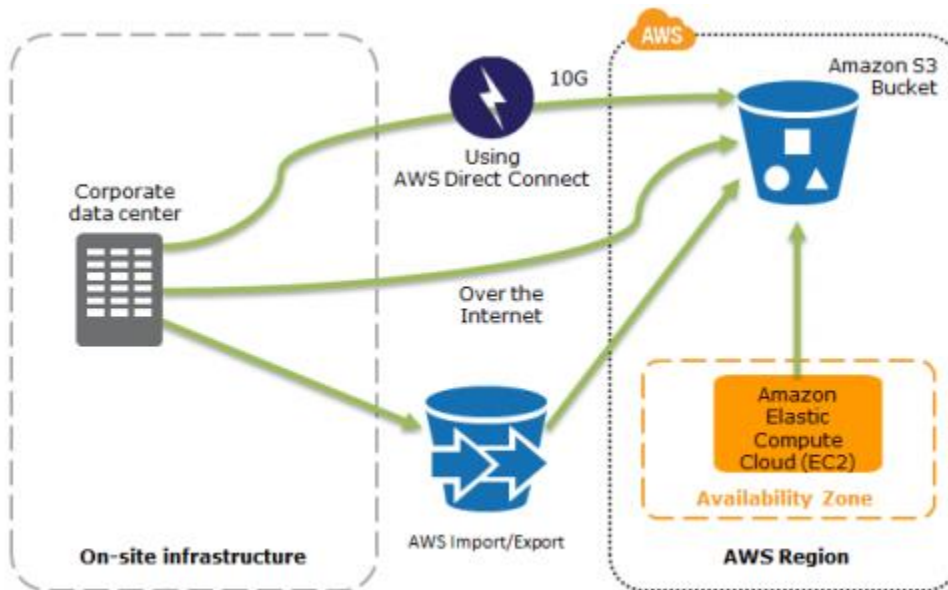 AWS
Amazon S3
Bucket
10G
Using
AWS Direct Connect
Corporate
data center
Over the
Internet
Amazon
Elastic
Compute
Cloud (EC2)
Availability Zone
AWS Import/Export
On-site infrastructure
AWS Region